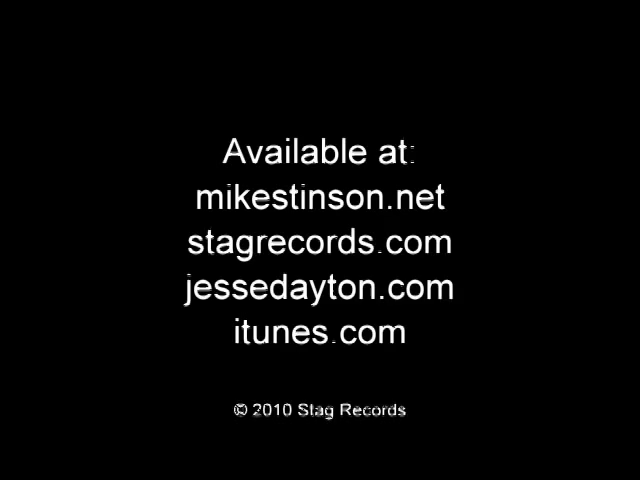 Available at:
mikestinson.net
stagrecords.com
jessedayton.com
itunes.com
© 2010 Stag Records